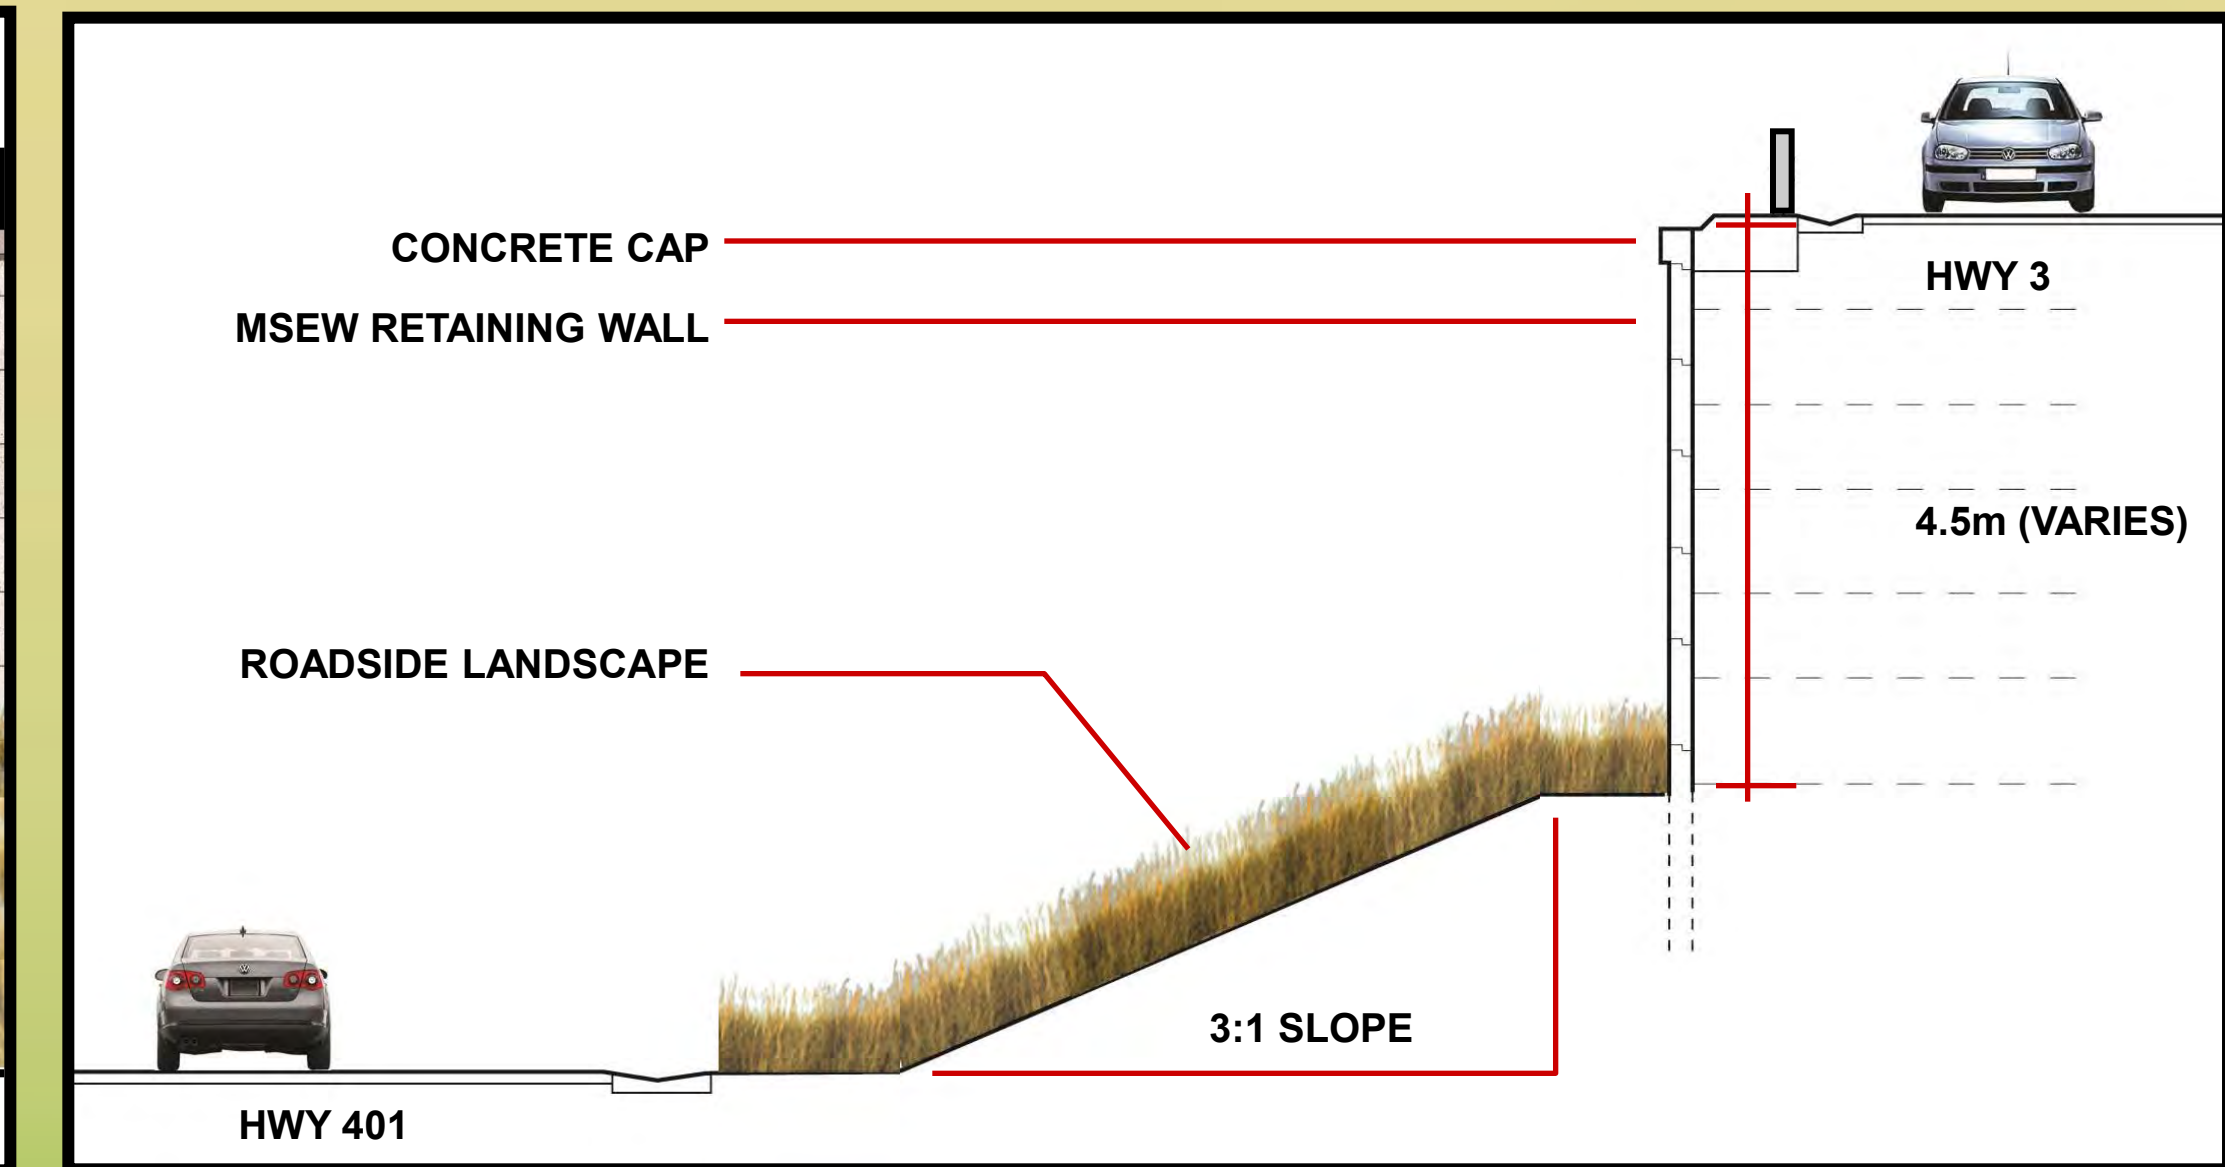 CONCRETE CAP
HWY 3
MSEW RETAINING WALL
4.5m (VARIES)
ROADSIDE LANDSCAPE
3:1 SLOPE
HWY 401